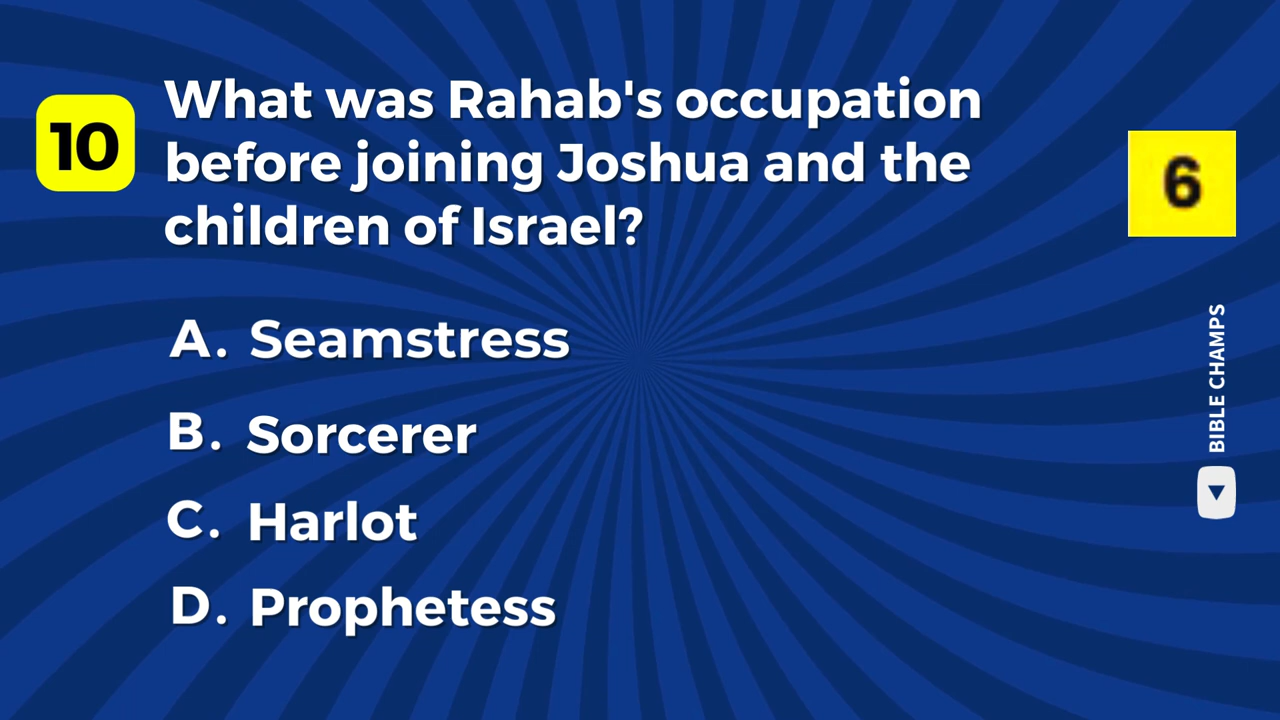 10
What was Rahab's occupation
before joining Joshua and the
children of Israel?
6
A. Seamstress
B. Sorcerer
C. Harlot
D. Prophetess
BIBLE CHAMPS